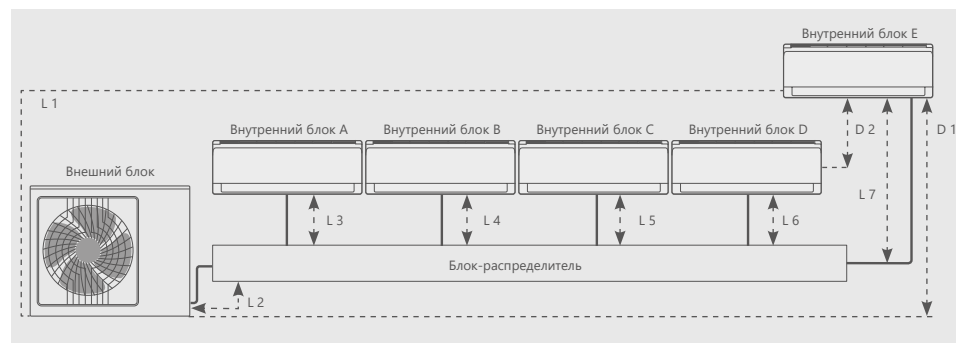 Внутренний блок E
L 1
Внутренний блок A
Внутренний блок B
Внутренний блок C
Внутренний блок D
D 2
D 1
Внешний блок
L 3
L 4
L 5
L 6
L 7
Блок-распределитель
L 2